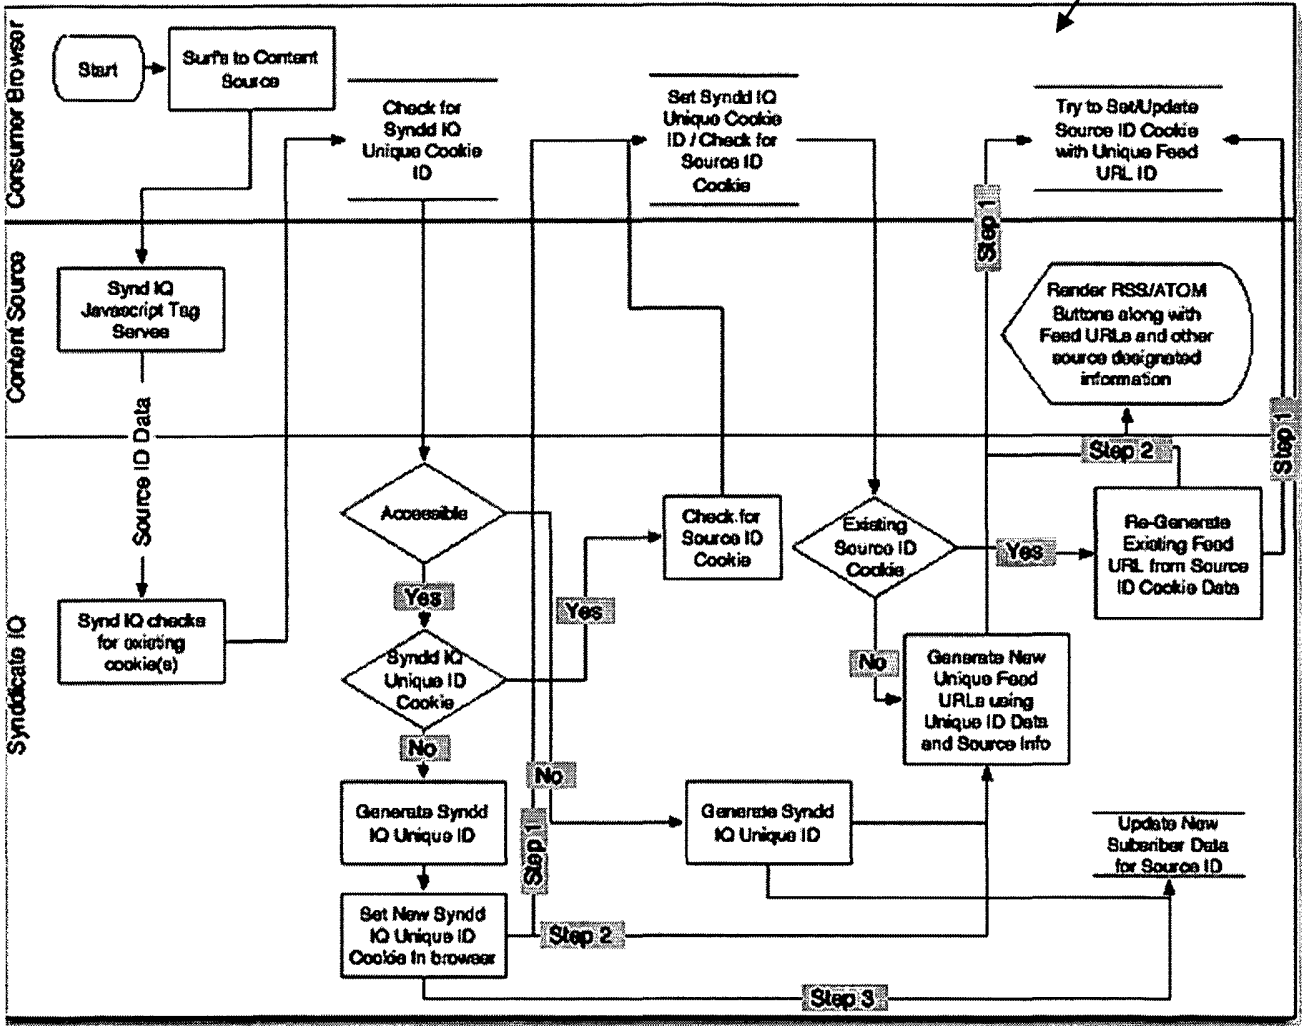 Consumer Browser
Start
Surf's to Content
Source
Check for
Syndd IQ
Unique Cookie
ID
Set Syndd IQ
Unique Cookie
ID / Check for
Source ID
Cookie
Try to Set/Update
Source ID Cookie
with Unique Feed
URL ID
Step 1
Content Source
Synd IQ
Javascript Tag
Serves
Render RSS/ATOM
Buttons along with
Feed URLs and other
source designated
information
Source ID Data
Step 1
Step 2
Synddicate IQ
Synd IQ checks
for existing
cookie(s)
Accessible
Yes
Syndd IQ
Unique ID
Cookie
Yes
No
Check for
Source ID
Cookie
Existing
Source ID
Cookie
Yes
No
Re-Generate
Existing Feed
URL from Source
ID Cookie Data
Generate New
Unique Feed
URLs using
Unique ID Data
and Source Info
No
Generate Syndd
IQ Unique ID
Step 1
Generate Syndd
IQ Unique ID
Update New
Subcriber Data
for Source ID
Set New Syndd
IQ Unique ID
Cookie In browser
Step 2
Step 3